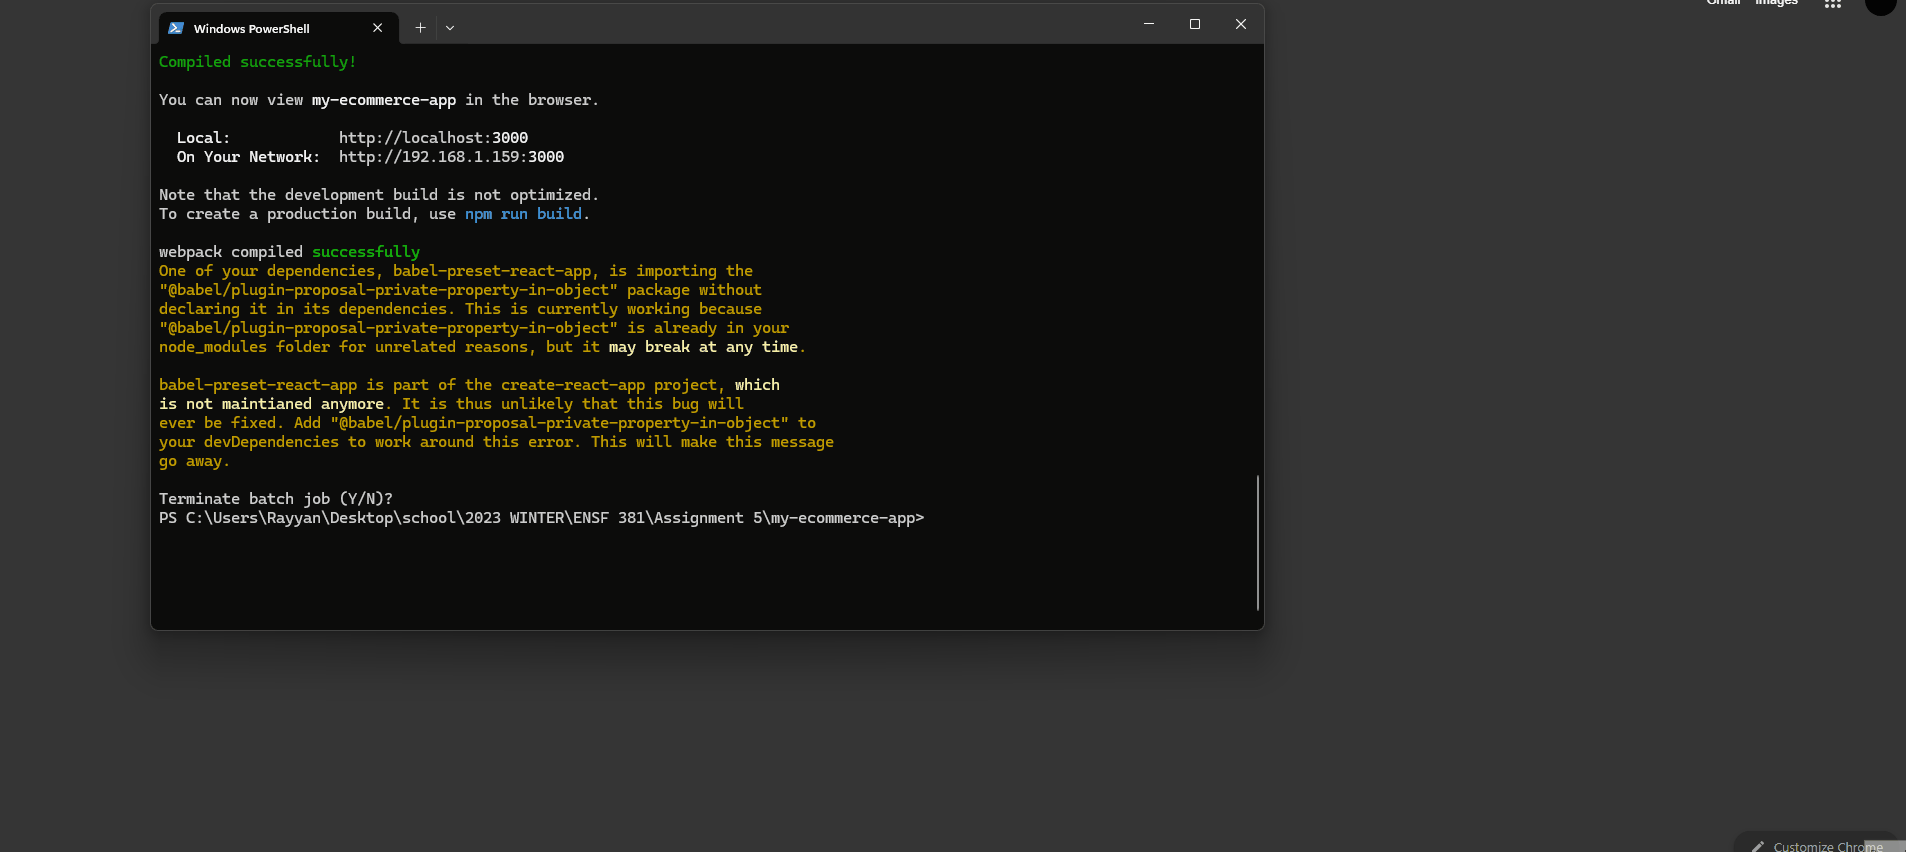 Gmail Images
Windows PowerShell
Compiled successfully!
You can now view my-ecommerce-app in the browser.
Local: http://localhost:3000
On Your Network: http://192.168.1.159:3000
Note that the development build is not optimized.
To create a production build, use npm run build.
webpack compiled successfully
One of your dependencies, babel-preset-react-app, is importing the
"@babel/plugin-proposal-private-property-in-object" package without
declaring it in its dependencies. This is currently working because
"@babel/plugin-proposal-private-property-in-object" is already in your
node_modules folder for unrelated reasons, but it may break at any time.
babel-preset-react-app is part of the create-react-app project, which
is not maintianed anymore. It is thus unlikely that this bug will
ever be fixed. Add "@babel/plugin-proposal-private-property-in-object" to
your devDependencies to work around this error. This will make this message
go away.
Terminate batch job (Y/N)?
PS C:\Users\Rayyan\Desktop\school\2023 WINTER\ENSF 381\Assignment 5\my-ecommerce-app>
Customize Chrome